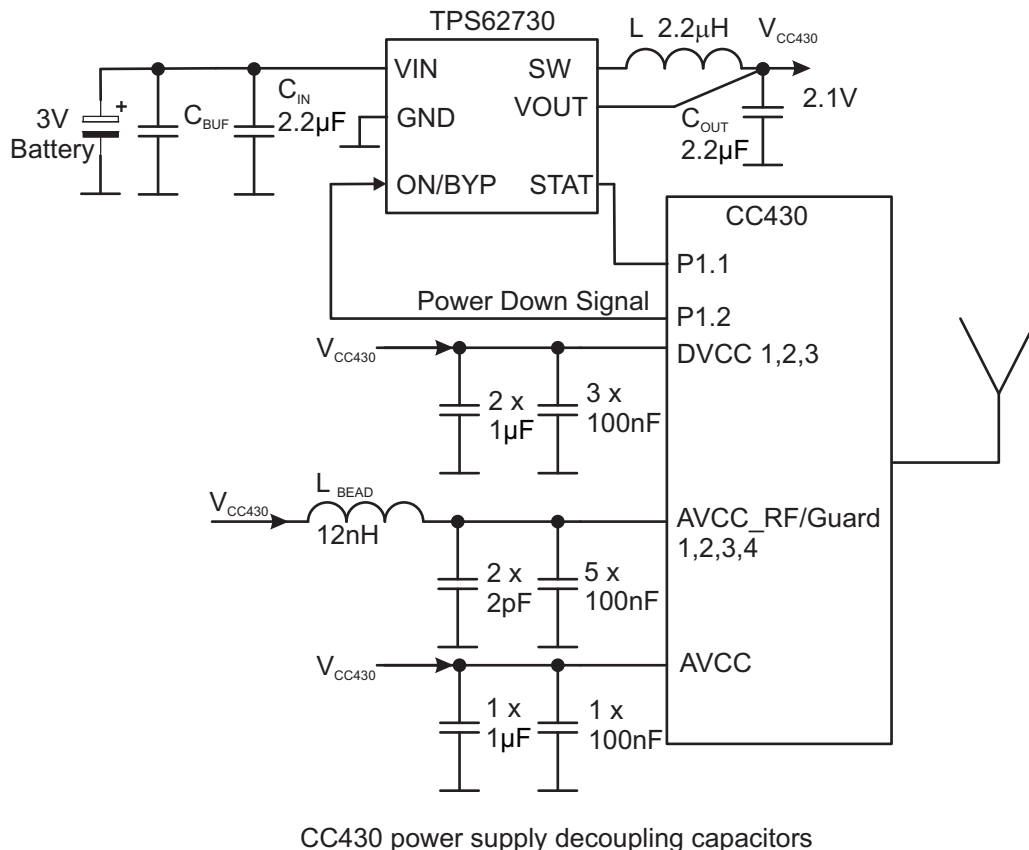 TPS62730
L 2.2μH
V_CC430
VIN
SW
+
C_IN
2.2μF
C_BUF
3V
Battery
GND
VOUT
2.1V
C_OUT
2.2μF
ON/BYP
STAT
CC430
P1.1
Power Down Signal
P1.2
V_CC430
DVCC 1,2,3
2 x
1μF
3 x
100nF
L_BEAD
V_CC430
12nH
AVCC_RF/Guard
1,2,3,4
2 x
2pF
5 x
100nF
V_CC430
AVCC
1 x
1μF
1 x
100nF
CC430 power supply decoupling capacitors